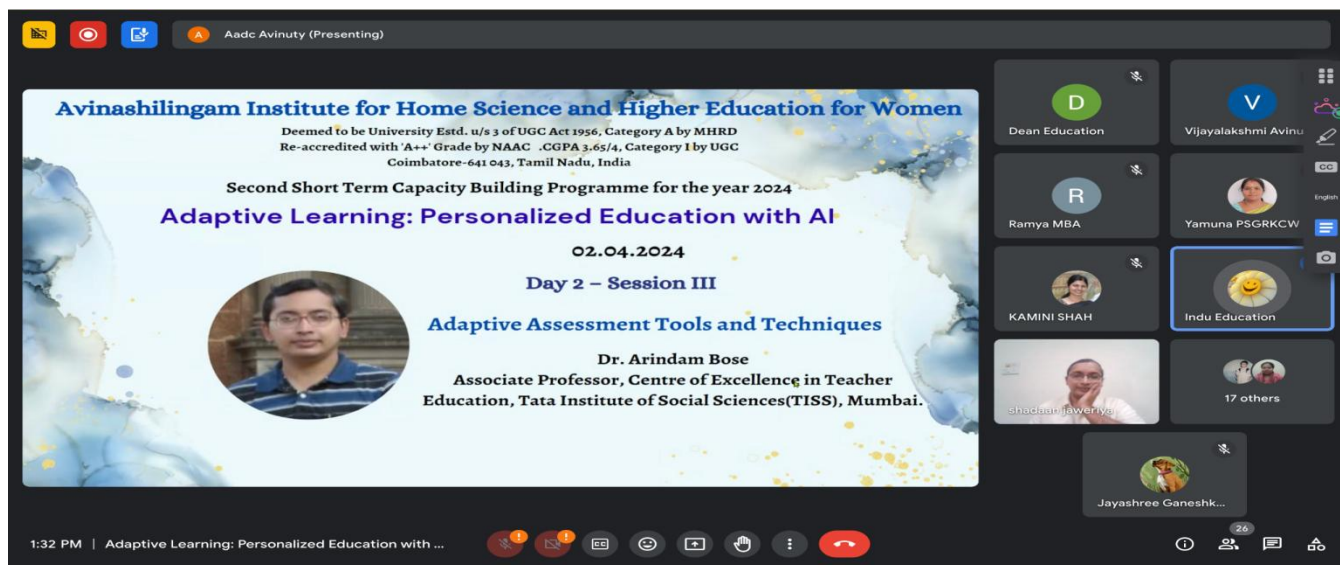 A Aadc Avinuty (Presenting)
Avinashilingam Institute for Home Science and Higher Education for Women
Deemed to be University Estd. u/s 3 of UGC Act 1956, Category A by MHRD
Re-accredited with 'A++' Grade by NAAC .CGPA 3.65/4, Category I by UGC
Coimbatore-641 043, Tamil Nadu, India
Second Short Term Capacity Building Programme for the year 2024
Adaptive Learning: Personalized Education with AI
02.04.2024
Day 2 – Session III
Adaptive Assessment Tools and Techniques
Dr. Arindam Bose
Associate Professor, Centre of Excellence in Teacher
Education, Tata Institute of Social Sciences(TISS), Mumbai.
D
Dean Education
V
Vijayalakshmi Avinu
R
Ramya MBA
Yamuna PSGRKCW
KAMINI SHAH
Indu Education
shadaan jaweriya
17 others
Jayashree Ganeshk...
CC
English
1:32 PM | Adaptive Learning: Personalized Education with ...
CC
26